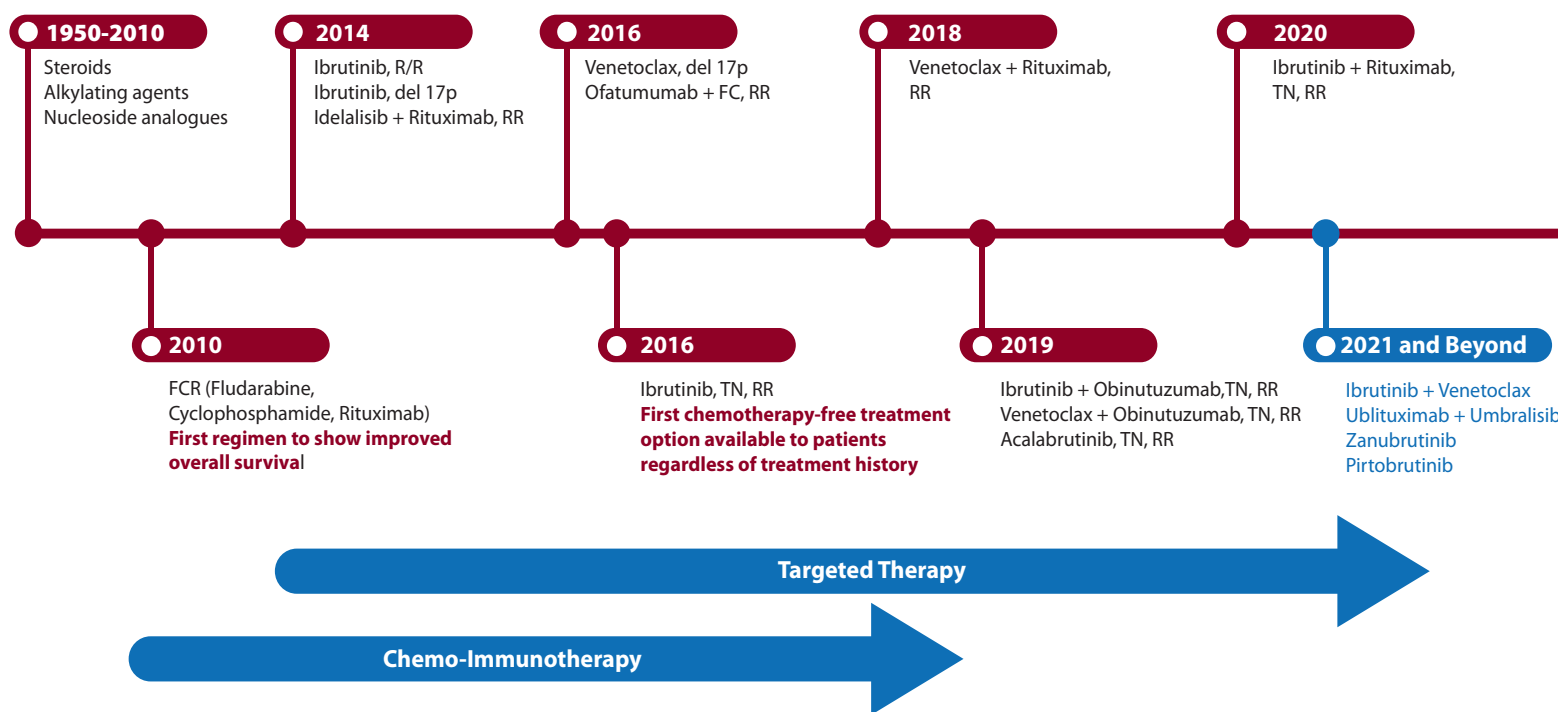 1950-2010
Steroids
Alkylating agents
Nucleoside analogues
2014
Ibrutinib, R/R
Ibrutinib, del 17p
Idelalisib + Rituximab, RR
2016
Venetoclax, del 17p
Ofatumumab + FC, RR
2018
Venetoclax + Rituximab,
RR
2020
Ibrutinib + Rituximab,
TN, RR
2010
FCR (Fludarabine,
Cyclophosphamide, Rituximab)
First regimen to show improved
overall survival
2016
Ibrutinib, TN, RR
First chemotherapy-free treatment
option available to patients
regardless of treatment history
2019
Ibrutinib + Obinutuzumab,TN, RR
Venetoclax + Obinutuzumab, TN, RR
Acalabrutinib, TN, RR
2021 and Beyond
Ibrutinib + Venetoclax
Ublituximab + Umbralisib
Zanubrutinib
Pirtobrutinib
Targeted Therapy
Chemo-Immunotherapy